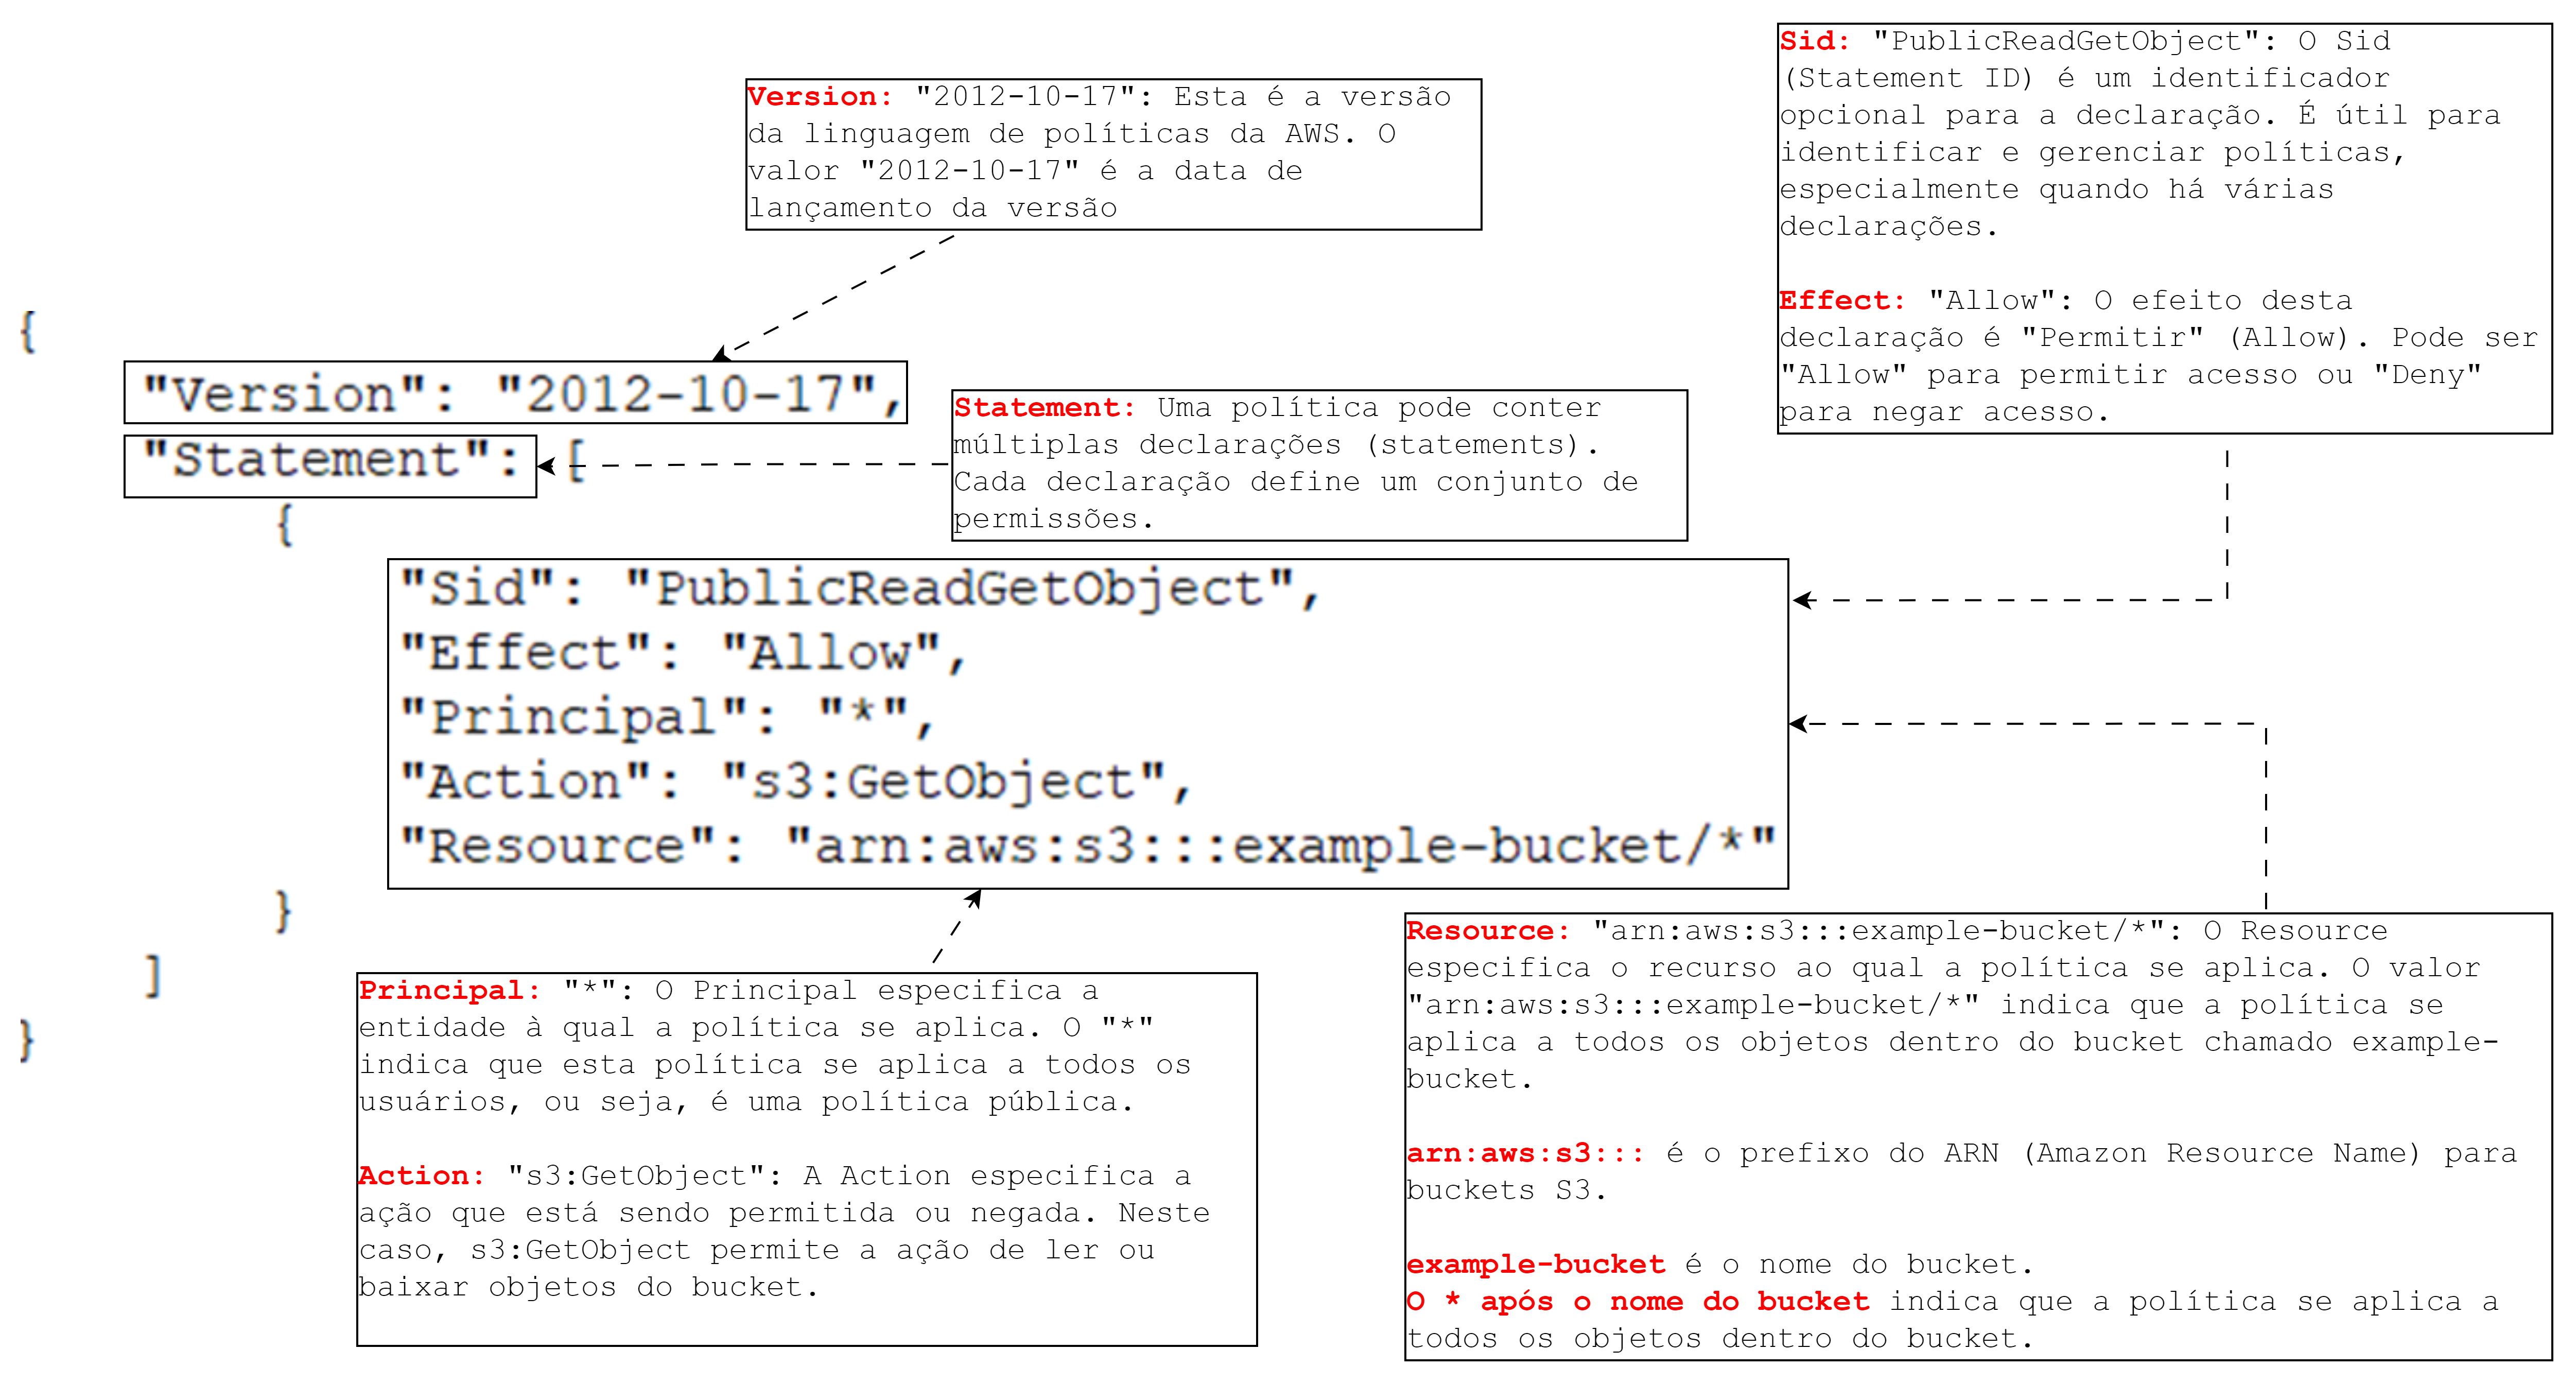 Sid: "PublicReadGetObject": O Sid
(Statement ID) é um identificador
opcional para a declaração. É útil para
identificar e gerenciar políticas,
especialmente quando há várias
declarações.
Effect: "Allow": O efeito desta
declaração é "Permitir" (Allow). Pode ser
"Allow" para permitir acesso ou "Deny"
para negar acesso.
Version: "2012-10-17": Esta é a versão
da linguagem de políticas da AWS. O
valor "2012-10-17" é a data de
lançamento da versão
{
"Version": "2012-10-17",
"Statement": [
Statement: Uma política pode conter
múltiplas declarações (statements).
Cada declaração define um conjunto de
permissões.
{
"Sid": "PublicReadGetObject",
"Effect": "Allow",
"Principal": "*",
"Action": "s3:GetObject",
"Resource": "arn:aws:s3:::example-bucket/*"
}
]
}
Principal: "*": O Principal especifica a
entidade à qual a política se aplica. O "*"
indica que esta política se aplica a todos os
usuários, ou seja, é uma política pública.
Action: "s3:GetObject": A Action especifica a
ação que está sendo permitida ou negada. Neste
caso, s3:GetObject permite a ação de ler ou
baixar objetos do bucket.
Resource: "arn:aws:s3:::example-bucket/*": O Resource
especifica o recurso ao qual a política se aplica. O valor
"arn:aws:s3:::example-bucket/*" indica que a política se
aplica a todos os objetos dentro do bucket chamado example-
bucket.
arn:aws:s3::: é o prefixo do ARN (Amazon Resource Name) para
buckets S3.
example-bucket é o nome do bucket.
O * após o nome do bucket indica que a política se aplica a
todos os objetos dentro do bucket.